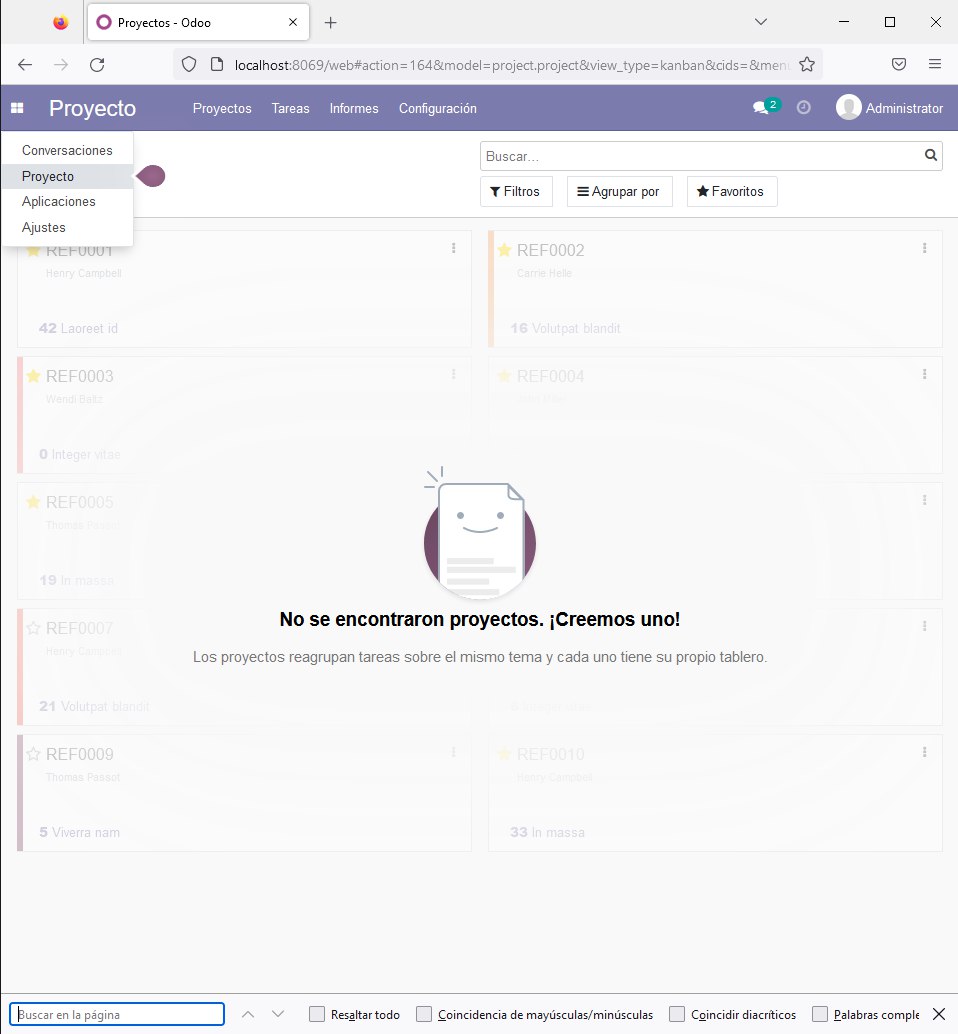 Proyectos - Odoo
localhost:8069/web#action=164&model=project.project&view_type=kanban&cids=&menu
Proyecto Proyectos Tareas Informes Configuración 2 Administrator
Conversaciones
Proyecto
Aplicaciones
Ajustes
Buscar...
Filtros Agrupar por Favoritos
REF0001 REF0002
Henry Campbell Carrie Helle
42 Laoreet id 16 Volutpat blandit
REF0003 REF0004
Wendi Baltz
0 Integer vitae
REF0005
Thomas Passot
19 In massa
REF0007
Henry Campbell
No se encontraron proyectos. ¡Creemos uno!
Los proyectos reagrupan tareas sobre el mismo tema y cada uno tiene su propio tablero.
21 Volutpat blandit
REF0009 REF0010
Thomas Passot Henry Campbell
5 Viverra nam 33 In massa
Buscar en la página Resaltar todo Coincidencia de mayúsculas/minúsculas Coincidir diacríticos Palabras comple